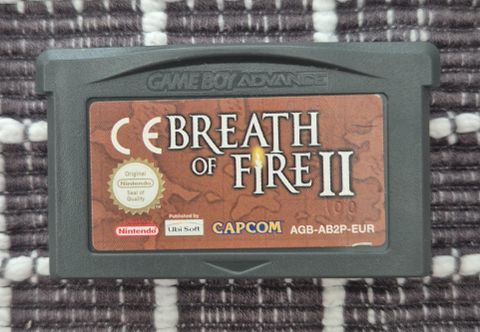 GAME BOY ADVANCE
CE BREATH
OF FIRE II
Original
Nintendo
Seal of
Quality
100
Published by
Nintendo Ubi Soft CAPCOM AGB-AB2P-EUR